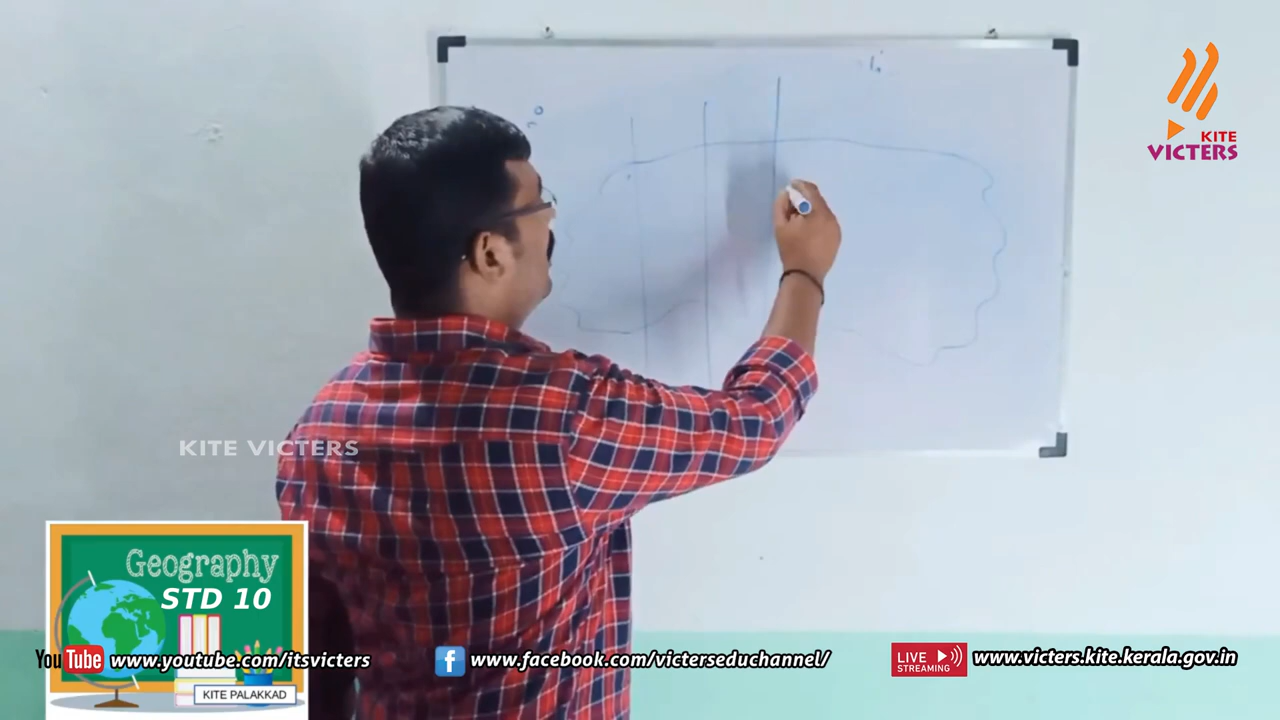 KITE
VICTERS
KITE VICTERS
Geography
STD 10
KITE PALAKKAD
YouTube www.youtube.com/itsvicters
f www.facebook.com/victerseduchannel/
LIVE STREAMING www.victers.kite.kerala.gov.in